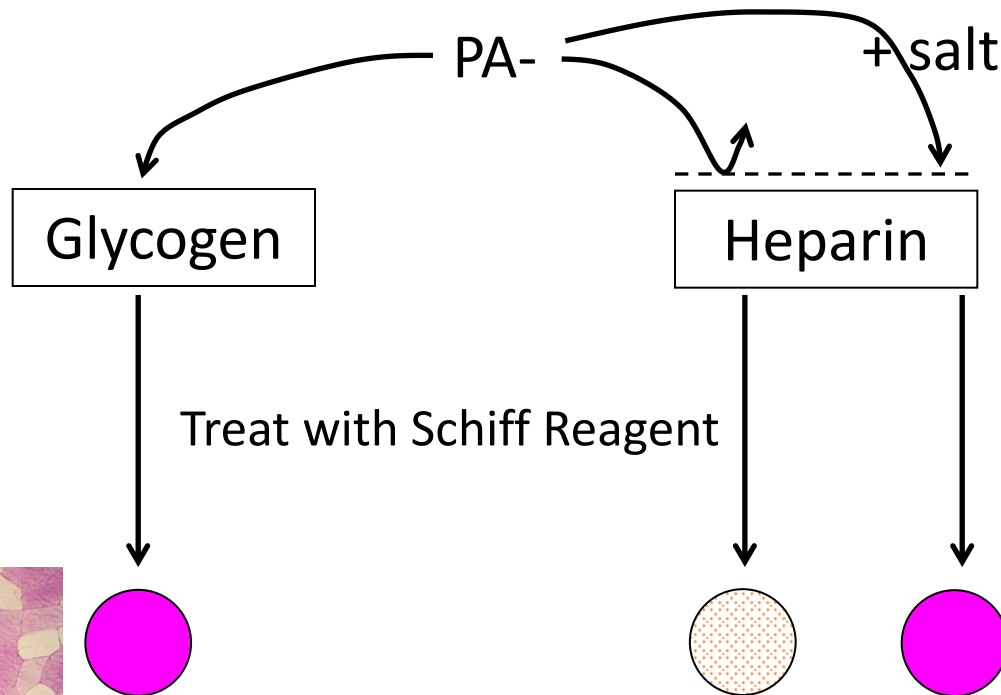 PA-
+ salt
Glycogen
Heparin
Treat with Schiff Reagent